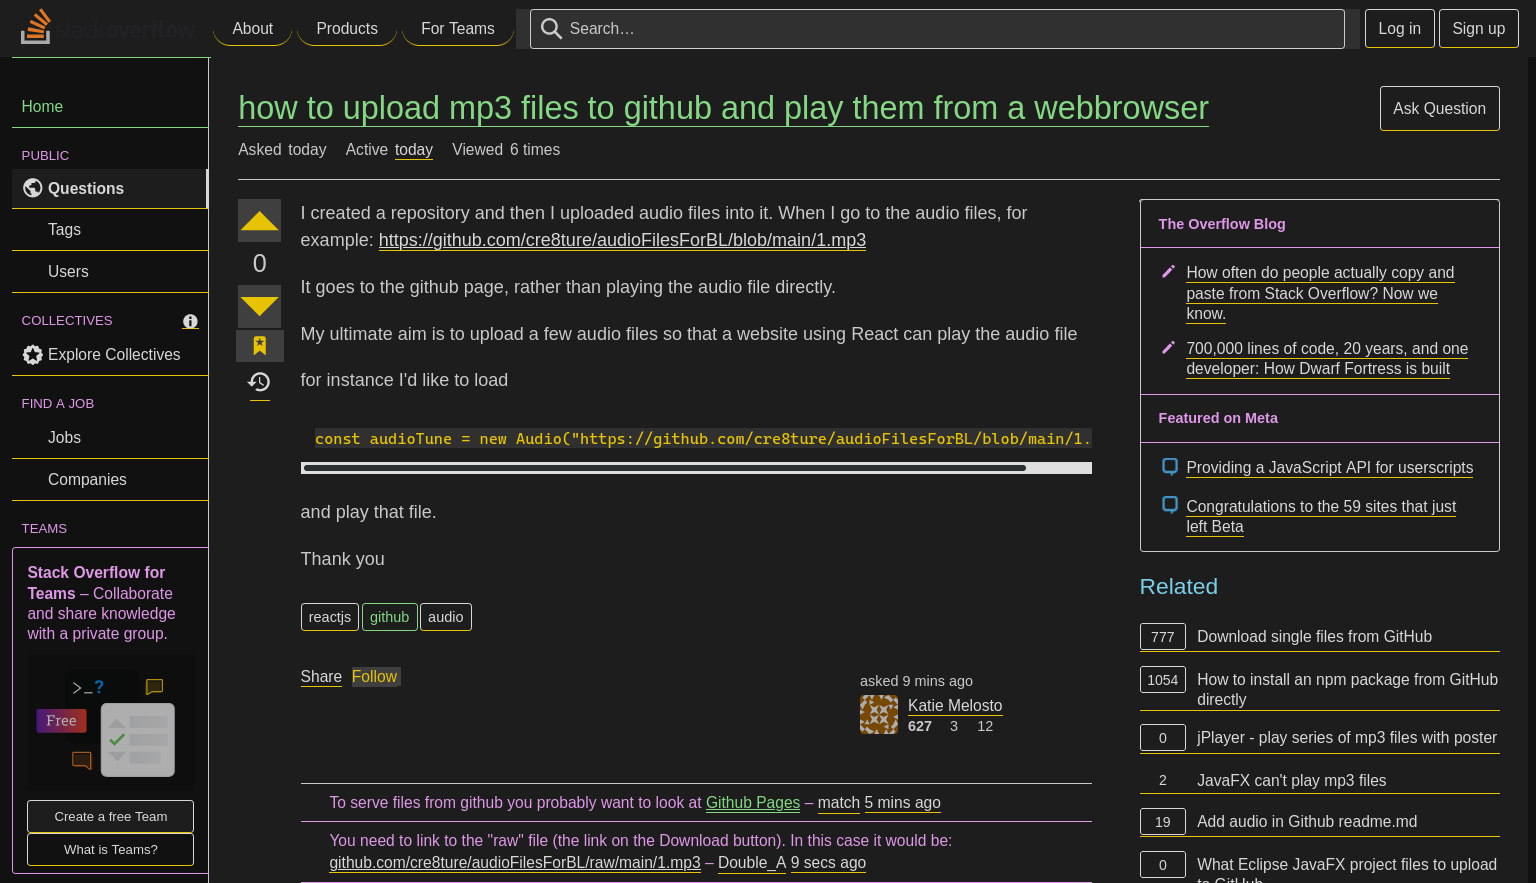 stackoverflow
About Products For Teams Search… Log in Sign up
Home
PUBLIC
Questions
Tags
Users
COLLECTIVES
Explore Collectives
FIND A JOB
Jobs
Companies
TEAMS
Stack Overflow for
Teams – Collaborate
and share knowledge
with a private group.
>_?
Free
Create a free Team
What is Teams?
how to upload mp3 files to github and play them from a webbrowser
Ask Question
Asked today Active today Viewed 6 times
0
I created a repository and then I uploaded audio files into it. When I go to the audio files, for
example: https://github.com/cre8ture/audioFilesForBL/blob/main/1.mp3
It goes to the github page, rather than playing the audio file directly.
My ultimate aim is to upload a few audio files so that a website using React can play the audio file
for instance I'd like to load
const audioTune = new Audio("https://github.com/cre8ture/audioFilesForBL/blob/main/1.
and play that file.
Thank you
reactjs github audio
Share Follow
asked 9 mins ago
Katie Melosto
627 3 12
To serve files from github you probably want to look at Github Pages – match 5 mins ago
You need to link to the "raw" file (the link on the Download button). In this case it would be:
github.com/cre8ture/audioFilesForBL/raw/main/1.mp3 – Double_A 9 secs ago
The Overflow Blog
How often do people actually copy and
paste from Stack Overflow? Now we
know.
700,000 lines of code, 20 years, and one
developer: How Dwarf Fortress is built
Featured on Meta
Providing a JavaScript API for userscripts
Congratulations to the 59 sites that just
left Beta
Related
777 Download single files from GitHub
1054 How to install an npm package from GitHub
directly
0 jPlayer - play series of mp3 files with poster
2 JavaFX can't play mp3 files
19 Add audio in Github readme.md
0 What Eclipse JavaFX project files to upload
to GitHub